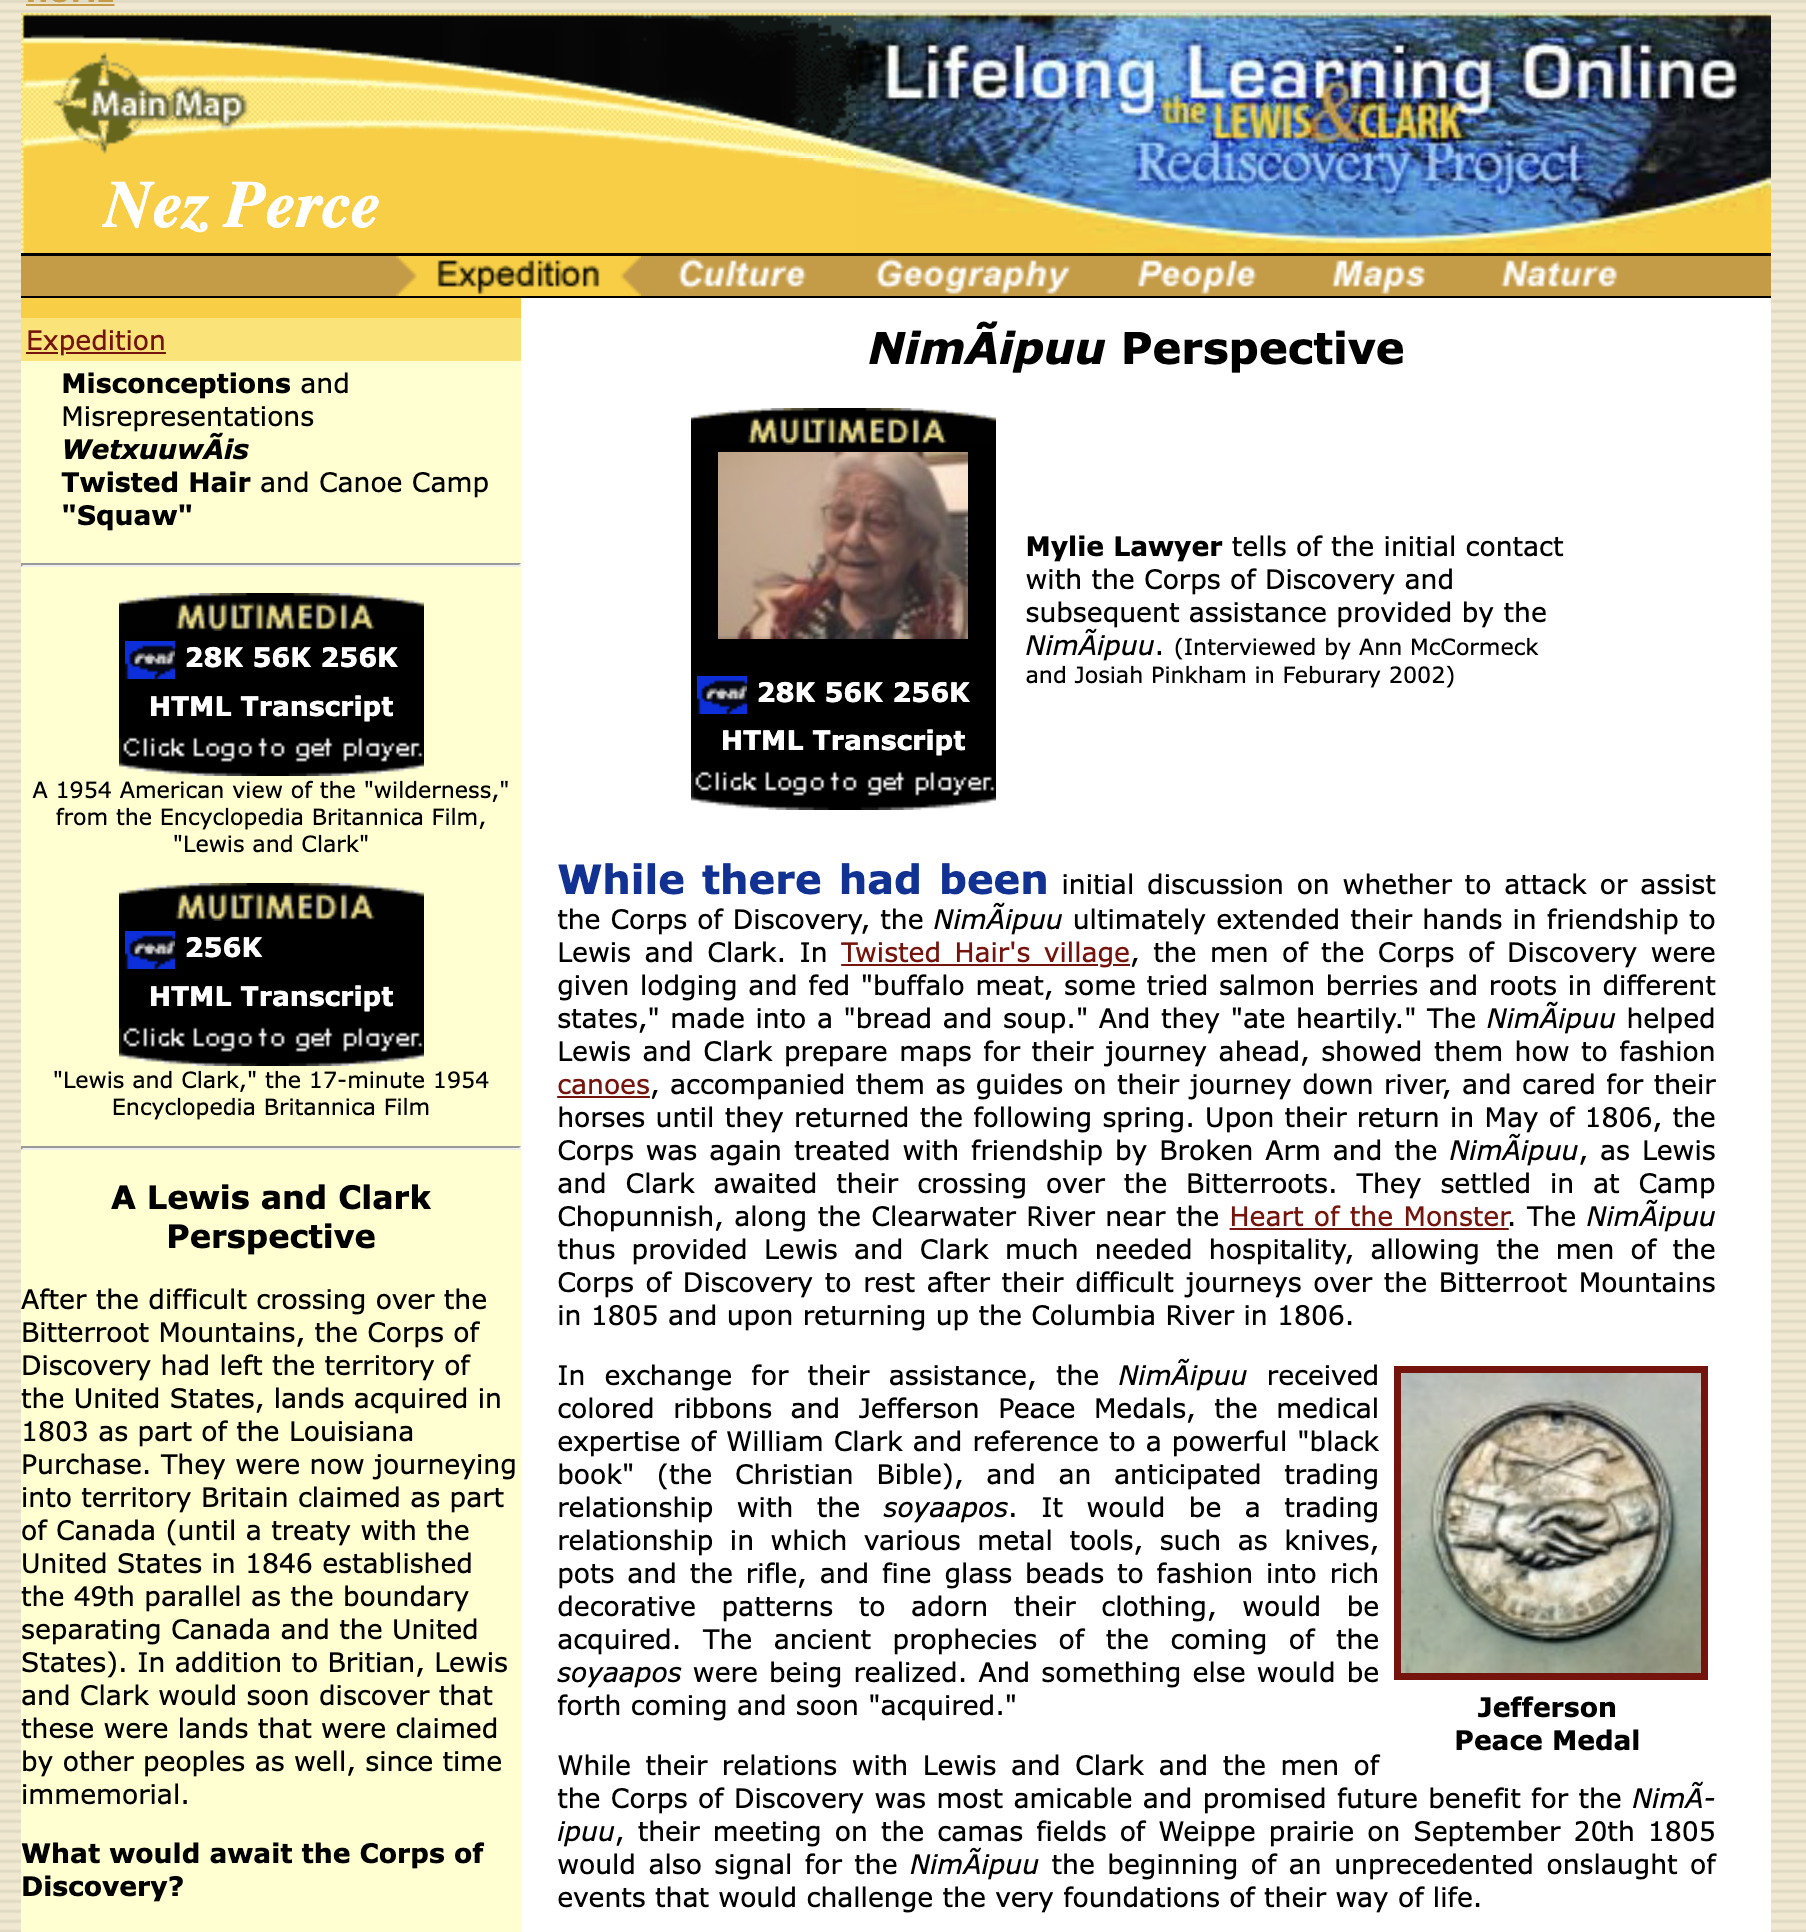 HOME
Main Map
Lifelong Learning Online
the LEWIS & CLARK
Rediscovery Project
Nez Perce
Expedition Culture Geography People Maps Nature
Expedition
Misconceptions and
Misrepresentations
WetxuuwÃ­is
Twisted Hair and Canoe Camp
"Squaw"
MULTIMEDIA
real 28K 56K 256K
HTML Transcript
Click Logo to get player.
A 1954 American view of the "wilderness,"
from the Encyclopedia Britannica Film,
"Lewis and Clark"
MULTIMEDIA
real 256K
HTML Transcript
Click Logo to get player.
"Lewis and Clark," the 17-minute 1954
Encyclopedia Britannica Film
A Lewis and Clark
Perspective
After the difficult crossing over the
Bitterroot Mountains, the Corps of
Discovery had left the territory of
the United States, lands acquired in
1803 as part of the Louisiana
Purchase. They were now journeying
into territory Britain claimed as part
of Canada (until a treaty with the
United States in 1846 established
the 49th parallel as the boundary
separating Canada and the United
States). In addition to Britian, Lewis
and Clark would soon discover that
these were lands that were claimed
by other peoples as well, since time
immemorial.
What would await the Corps of
Discovery?
NimÃ­ipuu Perspective
MULTIMEDIA
real 28K 56K 256K
HTML Transcript
Click Logo to get player.
Mylie Lawyer tells of the initial contact
with the Corps of Discovery and
subsequent assistance provided by the
NimÃ­ipuu. (Interviewed by Ann McCormeck
and Josiah Pinkham in Feburary 2002)
While there had been initial discussion on whether to attack or assist
the Corps of Discovery, the NimÃ­ipuu ultimately extended their hands in friendship to
Lewis and Clark. In Twisted Hair's village, the men of the Corps of Discovery were
given lodging and fed "buffalo meat, some tried salmon berries and roots in different
states," made into a "bread and soup." And they "ate heartily." The NimÃ­ipuu helped
Lewis and Clark prepare maps for their journey ahead, showed them how to fashion
canoes, accompanied them as guides on their journey down river, and cared for their
horses until they returned the following spring. Upon their return in May of 1806, the
Corps was again treated with friendship by Broken Arm and the NimÃ­ipuu, as Lewis
and Clark awaited their crossing over the Bitterroots. They settled in at Camp
Chopunnish, along the Clearwater River near the Heart of the Monster. The NimÃ­ipuu
thus provided Lewis and Clark much needed hospitality, allowing the men of the
Corps of Discovery to rest after their difficult journeys over the Bitterroot Mountains
in 1805 and upon returning up the Columbia River in 1806.
In exchange for their assistance, the NimÃ­ipuu received
colored ribbons and Jefferson Peace Medals, the medical
expertise of William Clark and reference to a powerful "black
book" (the Christian Bible), and an anticipated trading
relationship with the soyaapos. It would be a trading
relationship in which various metal tools, such as knives,
pots and the rifle, and fine glass beads to fashion into rich
decorative patterns to adorn their clothing, would be
acquired. The ancient prophecies of the coming of the
soyaapos were being realized. And something else would be
forth coming and soon "acquired."
Jefferson
Peace Medal
While their relations with Lewis and Clark and the men of
the Corps of Discovery was most amicable and promised future benefit for the NimÃ-
ipuu, their meeting on the camas fields of Weippe prairie on September 20th 1805
would also signal for the NimÃ­ipuu the beginning of an unprecedented onslaught of
events that would challenge the very foundations of their way of life.